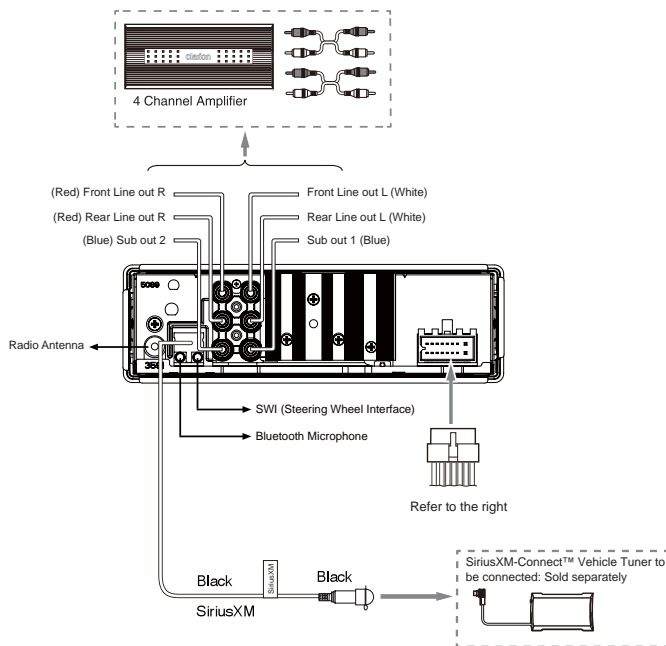 clarion
4 Channel Amplifier
(Red) Front Line out R
Front Line out L (White)
(Red) Rear Line out R
Rear Line out L (White)
(Blue) Sub out 2
Sub out 1 (Blue)
5099
Radio Antenna
SWI (Steering Wheel Interface)
Bluetooth Microphone
Refer to the right
Black
SiriusXM
Black
SiriusXM
SiriusXM-Connect™ Vehicle Tuner to
be connected: Sold separately